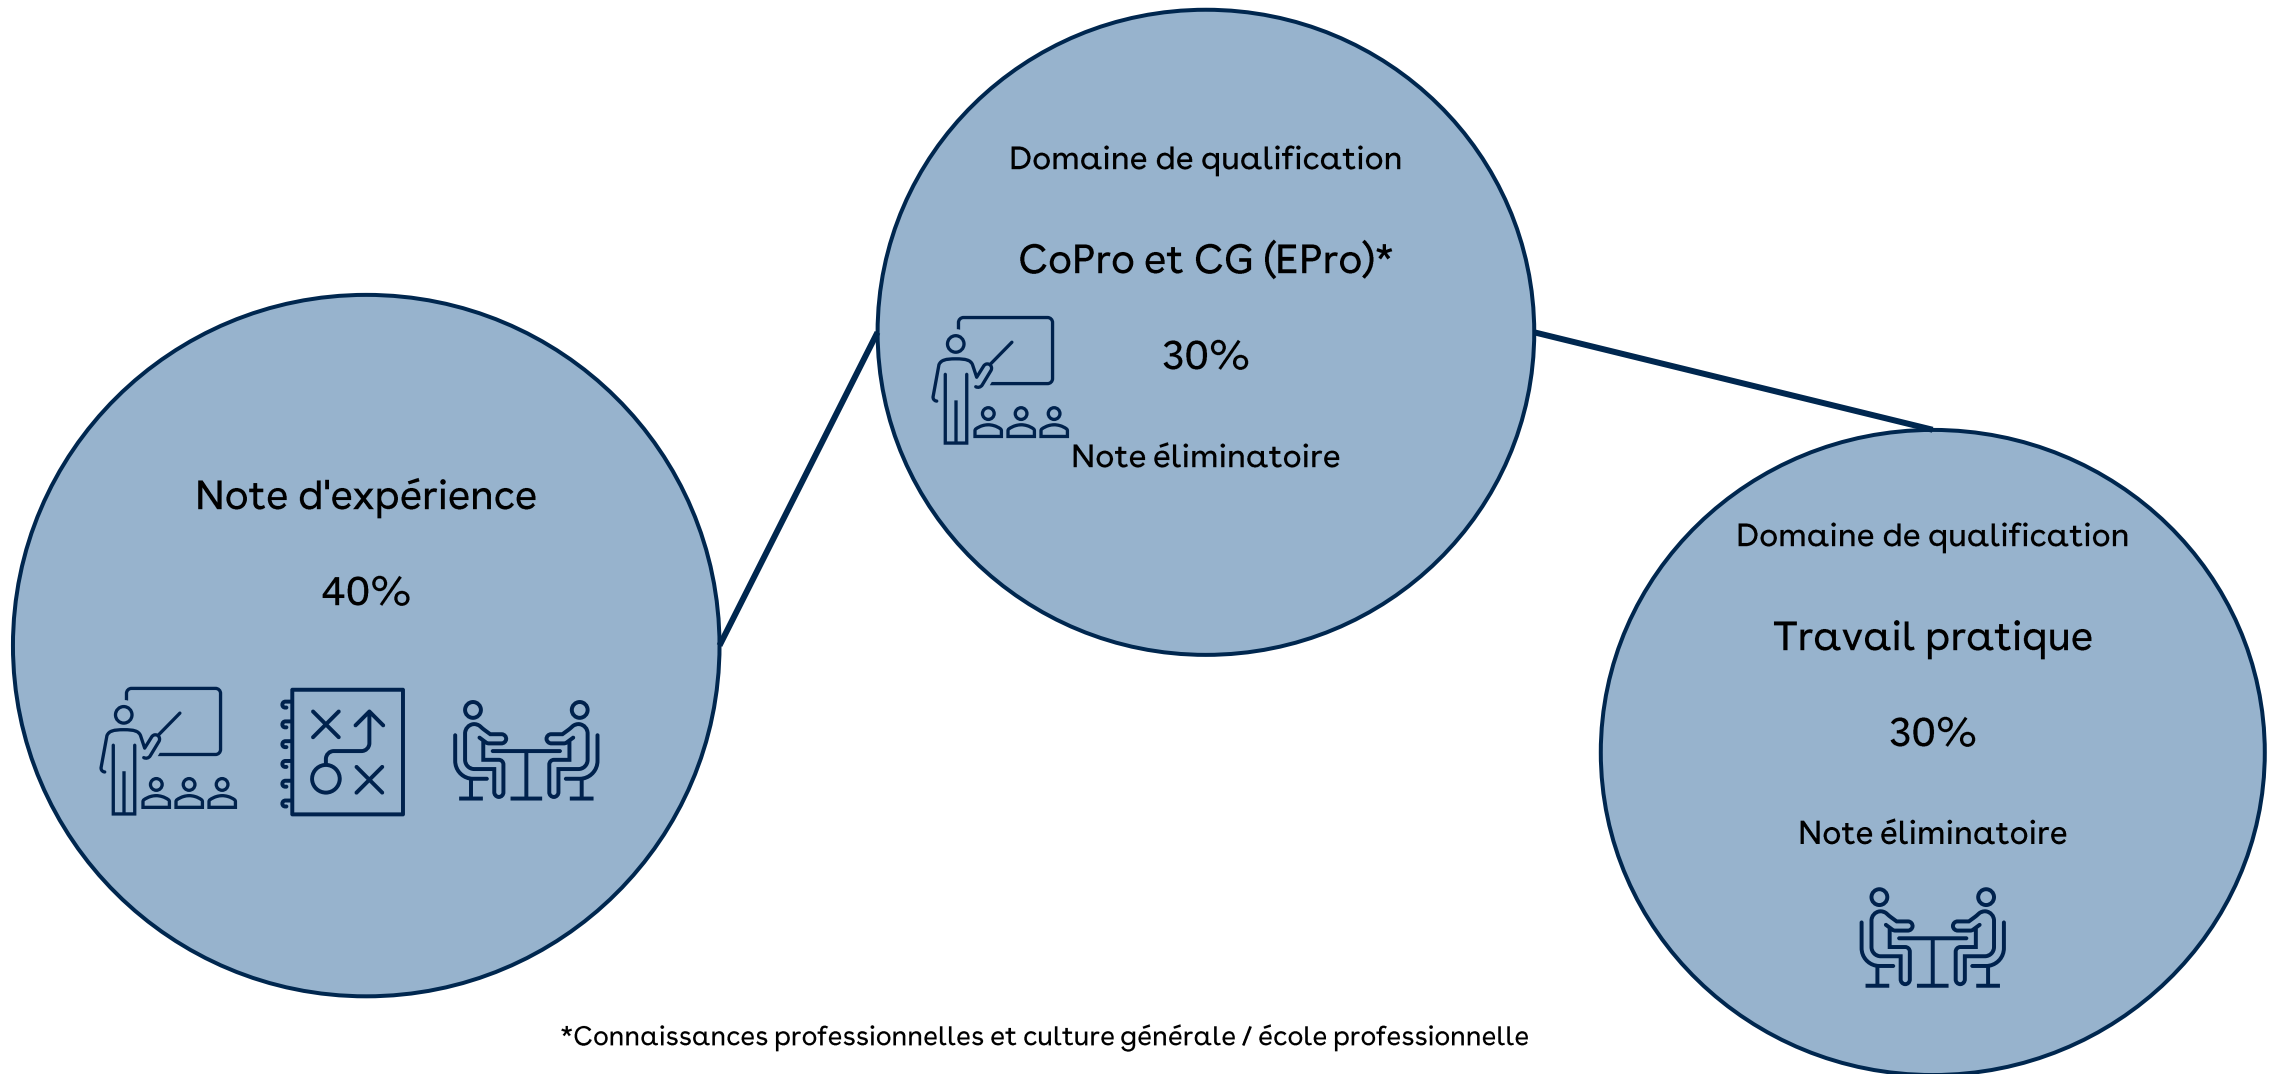 Note d'expérience
40%
Domaine de qualification
CoPro et CG (EPro)*
30%
Note éliminatoire
Domaine de qualification
Travail pratique
30%
Note éliminatoire
*Connaissances professionnelles et culture générale / école professionnelle